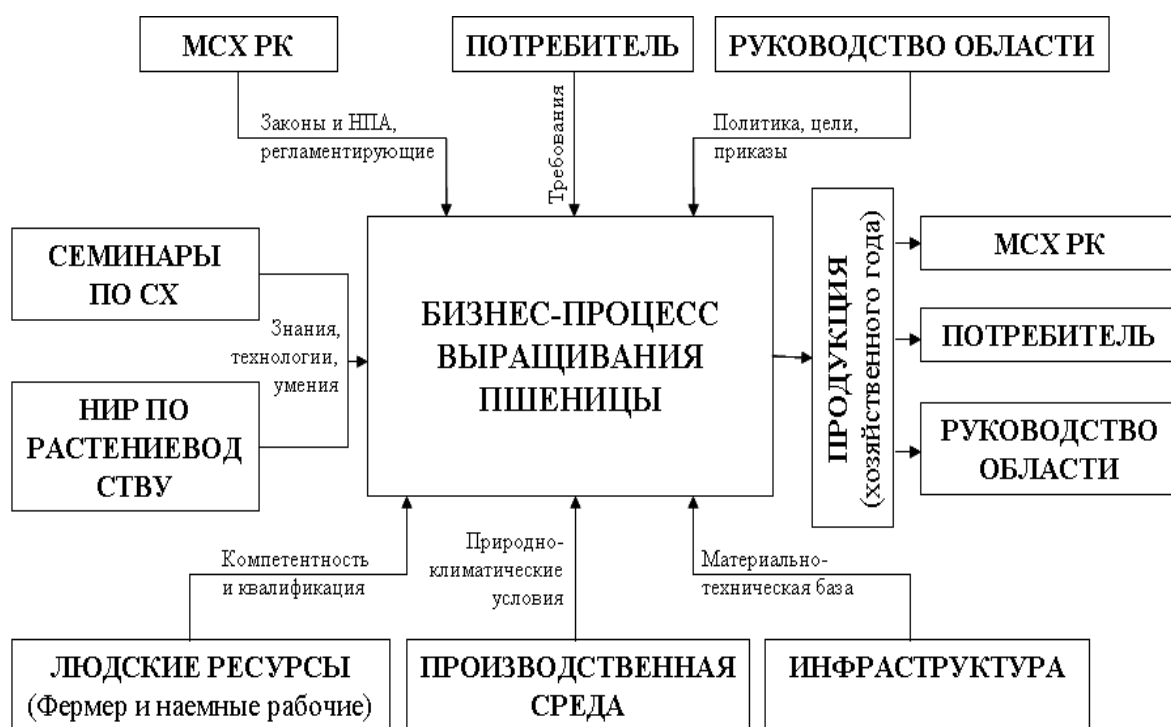 МСХ РК
ПОТРЕБИТЕЛЬ
РУКОВОДСТВО ОБЛАСТИ
Законы и НПА,
регламентирующие
Требования
Политика, цели,
приказы
СЕМИНАРЫ
ПО СХ
Знания,
технологии,
умения
НИР ПО
РАСТЕНИЕВОД
СТВУ
БИЗНЕС-ПРОЦЕСС
ВЫРАЩИВАНИЯ
ПШЕНИЦЫ
ПРОДУКЦИЯ
(хозяйственного года)
МСХ РК
ПОТРЕБИТЕЛЬ
РУКОВОДСТВО
ОБЛАСТИ
Компетентность
и квалификация
Природно-
климатические
условия
Материально-
техническая база
ЛЮДСКИЕ РЕСУРСЫ
(Фермер и наемные рабочие)
ПРОИЗВОДСТВЕННАЯ
СРЕДА
ИНФРАСТРУКТУРА